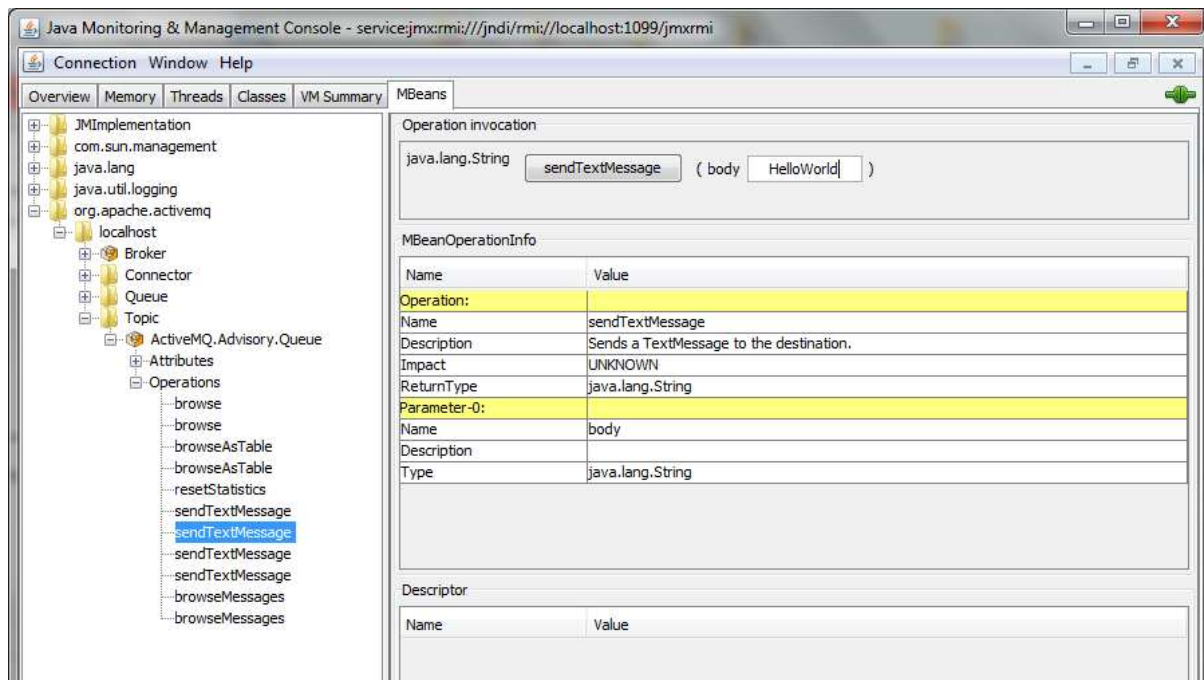 Java Monitoring & Management Console - service:jmx:rmi:///jndi/rmi://localhost:1099/jmxrmi
Connection Window Help
Overview Memory Threads Classes VM Summary MBeans
JMImplementation
com.sun.management
java.lang
java.util.logging
org.apache.activemq
localhost
Broker
Connector
Queue
Topic
ActiveMQ.Advisory.Queue
Attributes
Operations
browse
browse
browseAsTable
browseAsTable
resetStatistics
sendTextMessage
sendTextMessage
sendTextMessage
sendTextMessage
browseMessages
browseMessages
Operation invocation
java.lang.String sendTextMessage ( body HelloWorld )
MBeanOperationInfo
Name Value
Operation:
Name sendTextMessage
Description Sends a TextMessage to the destination.
Impact UNKNOWN
ReturnType java.lang.String
Parameter-0:
Name body
Description
Type java.lang.String
Descriptor
Name Value